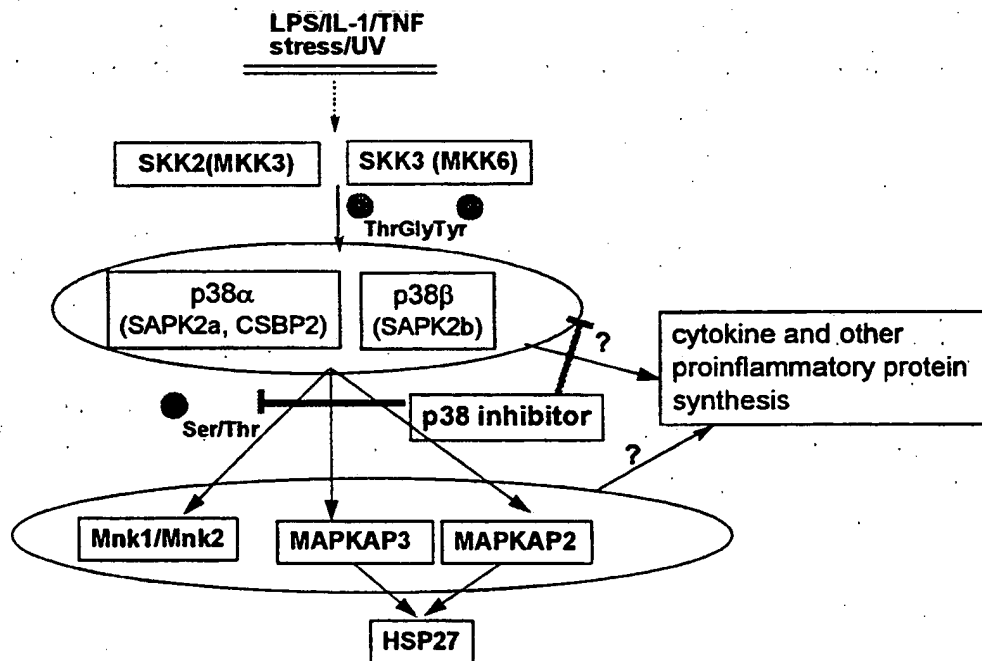 LPS/IL-1/TNF
stress/UV
SKK2(MKK3)
SKK3 (MKK6)
ThrGlyTyr
p38α
(SAPK2a, CSBP2)
p38β
(SAPK2b)
?
cytokine and other
proinflammatory protein
synthesis
p38 inhibitor
Ser/Thr
?
Mnk1/Mnk2
MAPKAP3
MAPKAP2
HSP27